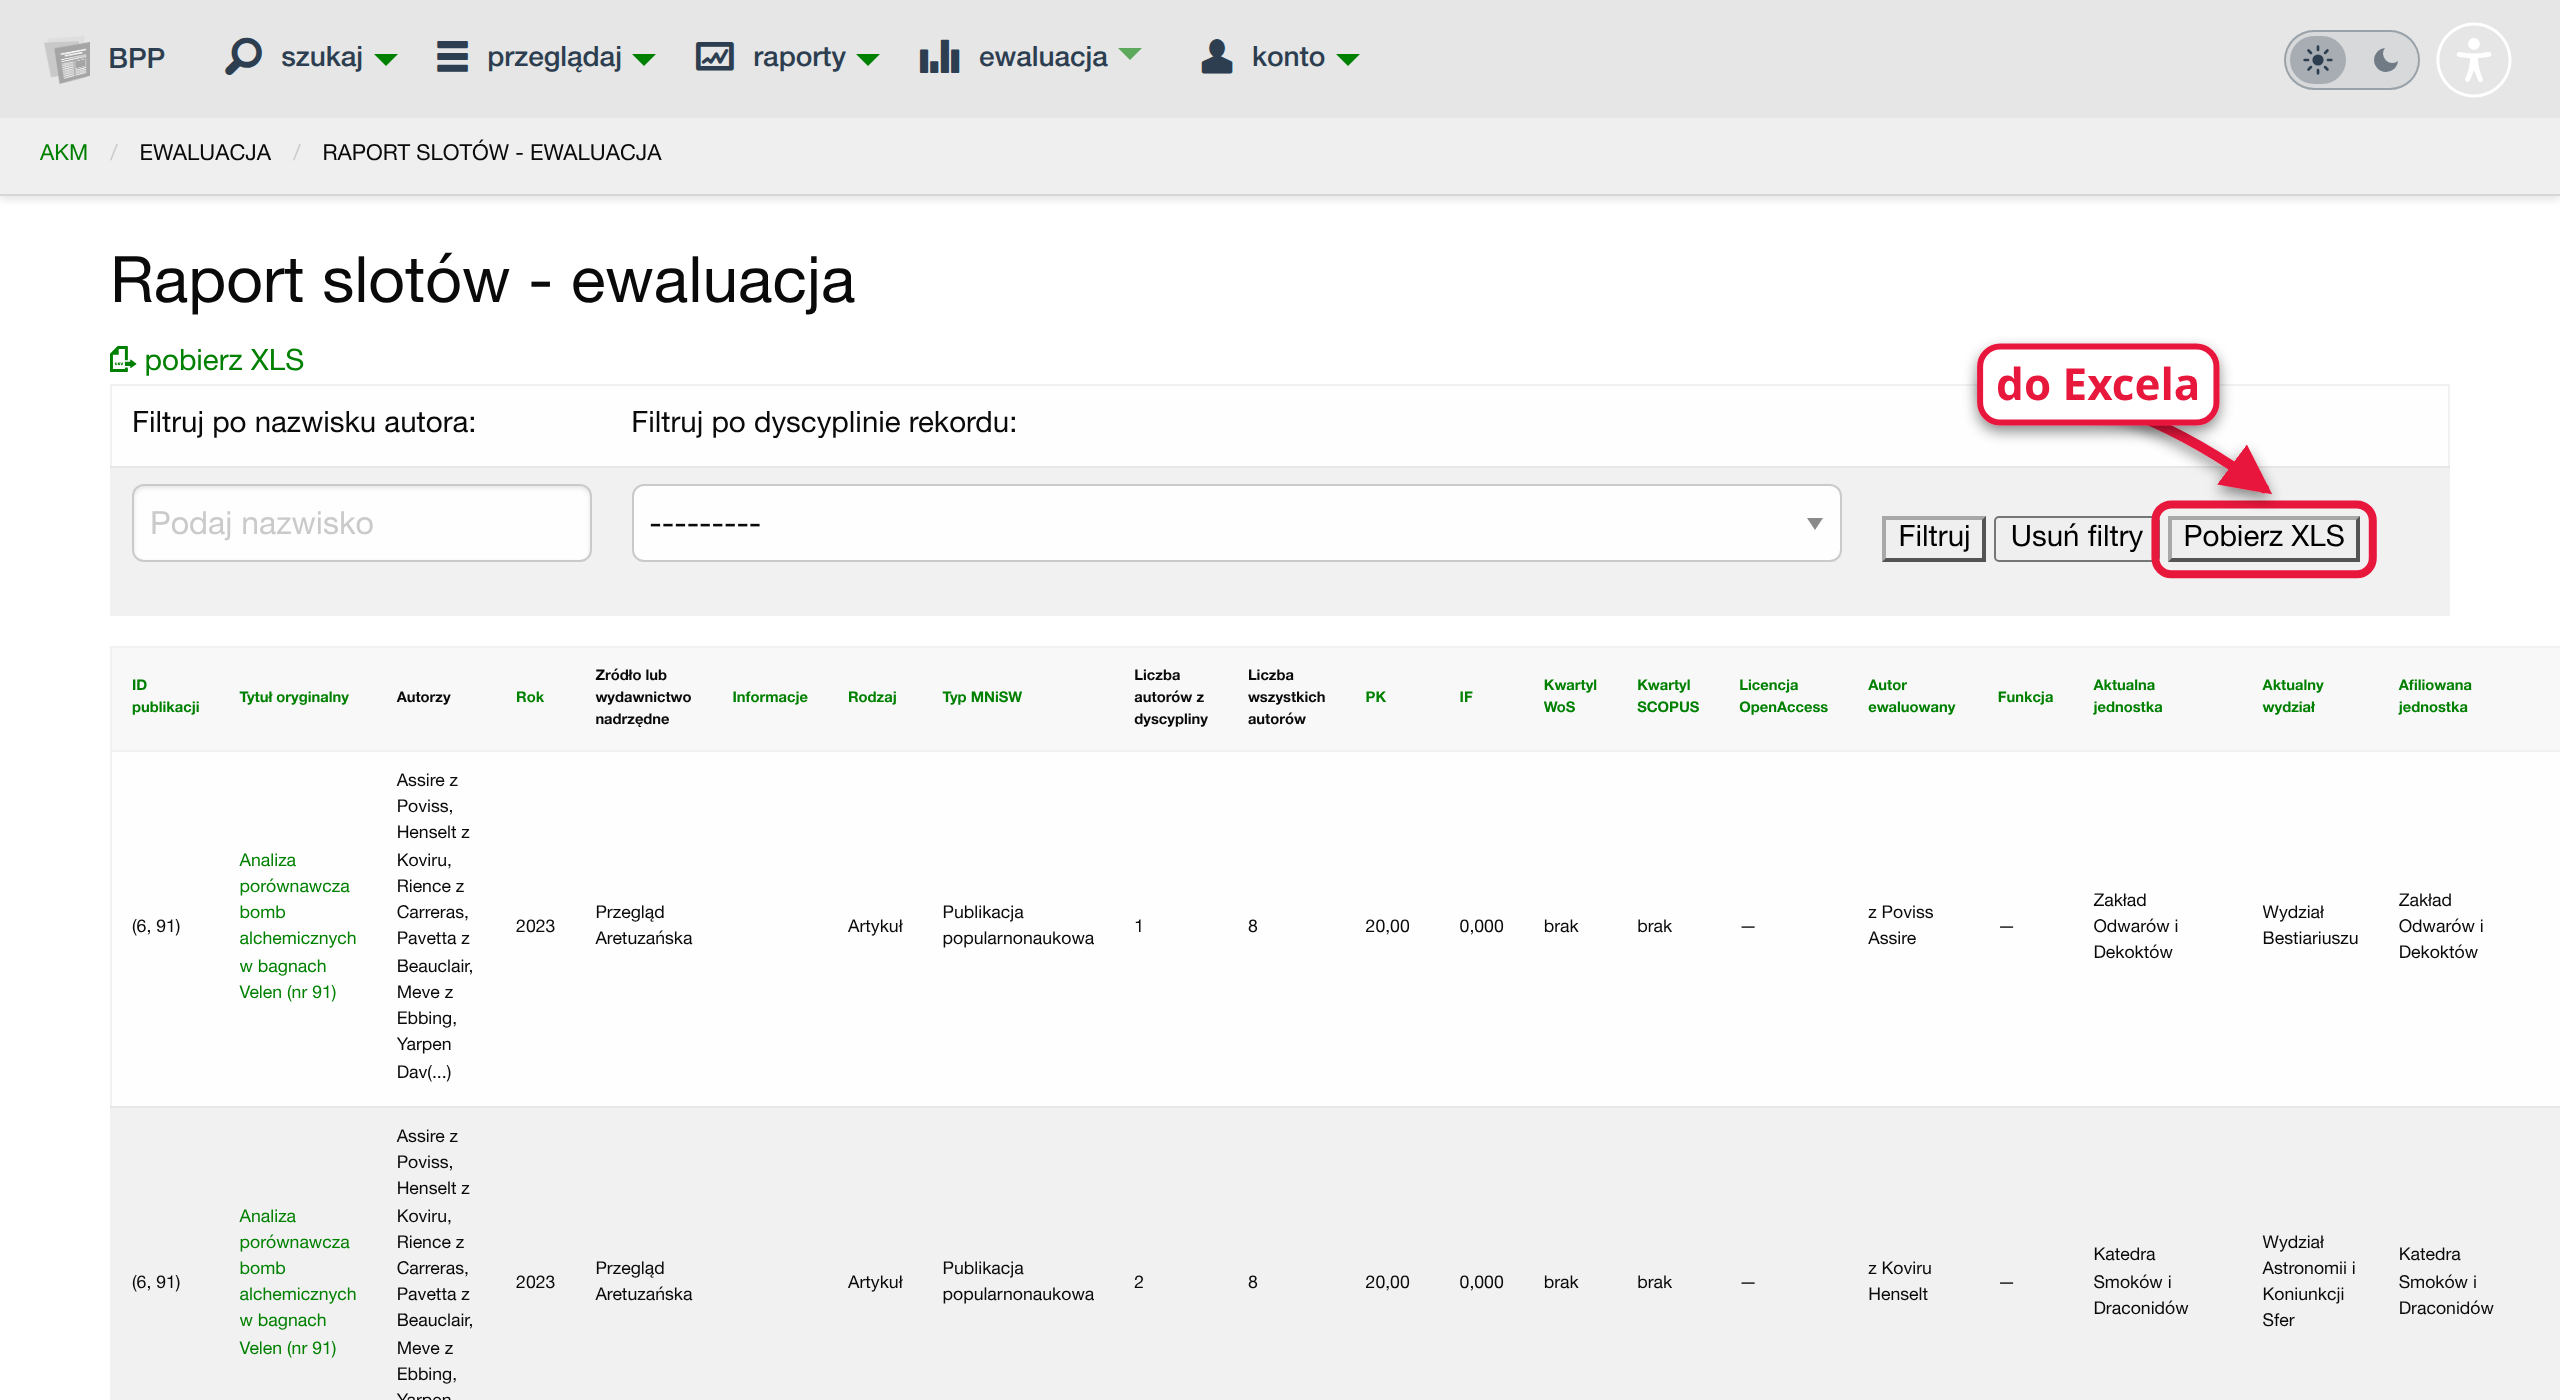 BPP szukaj przeglądaj raporty ewaluacja konto
AKM / EWALUACJA / RAPORT SLOTÓW - EWALUACJA
Raport slotów - ewaluacja
pobierz XLS
do Excela
Filtruj po nazwisku autora: Filtruj po dyscyplinie rekordu:
Podaj nazwisko --------- Filtruj Usuń filtry Pobierz XLS
ID publikacji Tytuł oryginalny Autorzy Rok Zródło lub wydawnictwo nadrzędne Informacje Rodzaj Typ MNiSW Liczba autorów z dyscypliny Liczba wszystkich autorów PK IF Kwartyl WoS Kwartyl SCOPUS Licencja OpenAccess Autor ewaluowany Funkcja Aktualna jednostka Aktualny wydział Afiliowana jednostka
(6, 91) Analiza porównawcza bomb alchemicznych w bagnach Velen (nr 91) Assire z Poviss, Henselt z Koviru, Rience z Carreras, Pavetta z Beauclair, Meve z Ebbing, Yarpen Dav(...) 2023 Przegląd Aretuzańska Artykuł Publikacja popularnonaukowa 1 8 20,00 0,000 brak brak — z Poviss Assire — Zakład Odwarów i Dekoktów Wydział Bestiariuszu Zakład Odwarów i Dekoktów
(6, 91) Analiza porównawcza bomb alchemicznych w bagnach Velen (nr 91) Assire z Poviss, Henselt z Koviru, Rience z Carreras, Pavetta z Beauclair, Meve z Ebbing, Yarpen 2023 Przegląd Aretuzańska Artykuł Publikacja popularnonaukowa 2 8 20,00 0,000 brak brak — z Koviru Henselt — Katedra Smoków i Draconidów Wydział Astronomii i Koniunkcji Sfer Katedra Smoków i Draconidów